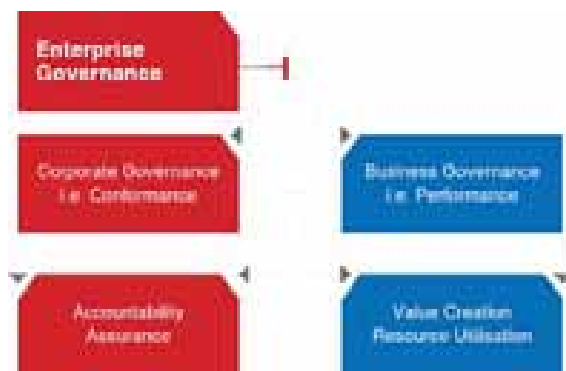 Enterprise
Governance
Corporate Governance
i.e. Conformance
Business Governance
i.e. Performance
Accountability
Assurance
Value Creation
Resource Utilisation